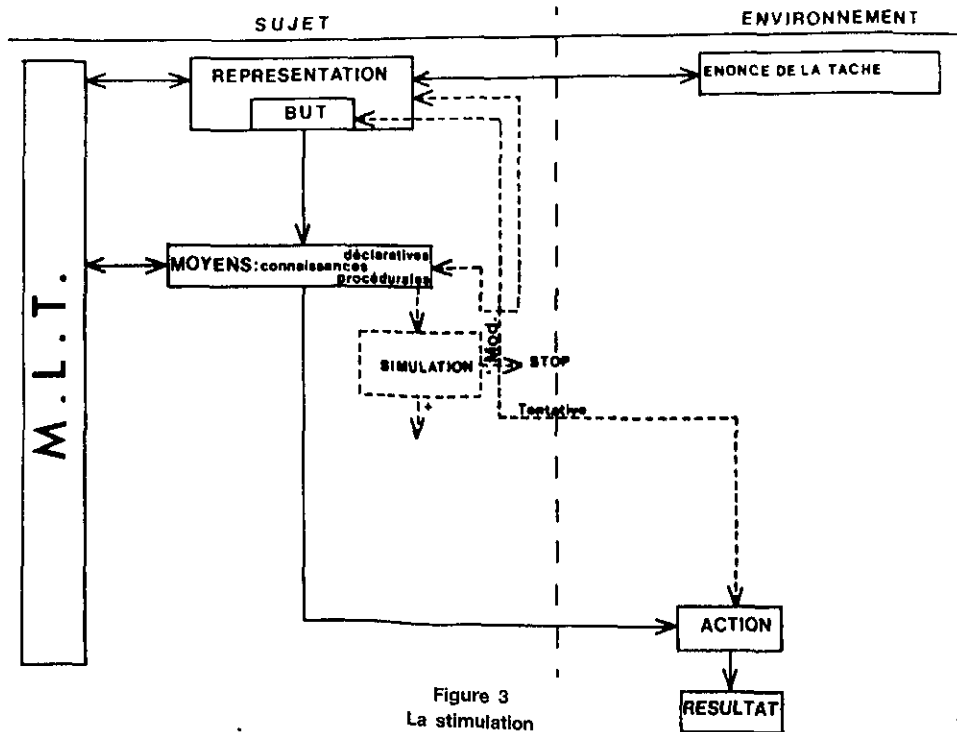 SUJET
ENVIRONNEMENT
REPRESENTATION
BUT
ENONCE DE LA TACHE
M.L.T.
déclaratives
MOYENS: connaissances
procédurales
SIMULATION
- Mod.
STOP
+
Tentative
ACTION
RESULTAT
Figure 3
La stimulation